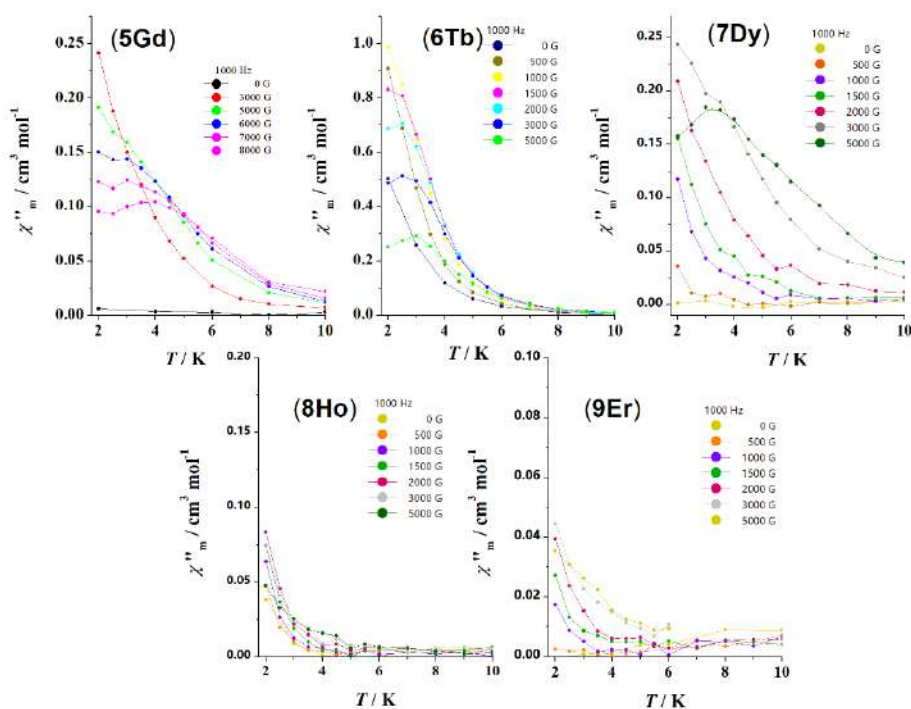 (5Gd)
1000 Hz
0 G
3000 G
5000 G
6000 G
7000 G
8000 G
0.25
0.20
0.15
0.10
0.05
0.00
2 4 6 8 10
χ''m / cm³ mol⁻¹
T / K
(6Tb)
1000 Hz
0 G
500 G
1000 G
1500 G
2000 G
3000 G
5000 G
1.0
0.8
0.6
0.4
0.2
0.0
2 4 6 8 10
χ''m / cm³ mol⁻¹
T / K
(7Dy)
1000 Hz
0 G
500 G
1000 G
1500 G
2000 G
3000 G
5000 G
0.25
0.20
0.15
0.10
0.05
0.00
2 4 6 8 10
χ''m / cm³ mol⁻¹
T / K
(8Ho)
1000 Hz
0 G
500 G
1000 G
1500 G
2000 G
3000 G
5000 G
0.20
0.15
0.10
0.05
0.00
2 4 6 8 10
χ''m / cm³ mol⁻¹
T / K
(9Er)
1000 Hz
0 G
500 G
1000 G
1500 G
2000 G
3000 G
5000 G
0.10
0.08
0.06
0.04
0.02
0.00
2 4 6 8 10
χ''m / cm³ mol⁻¹
T / K